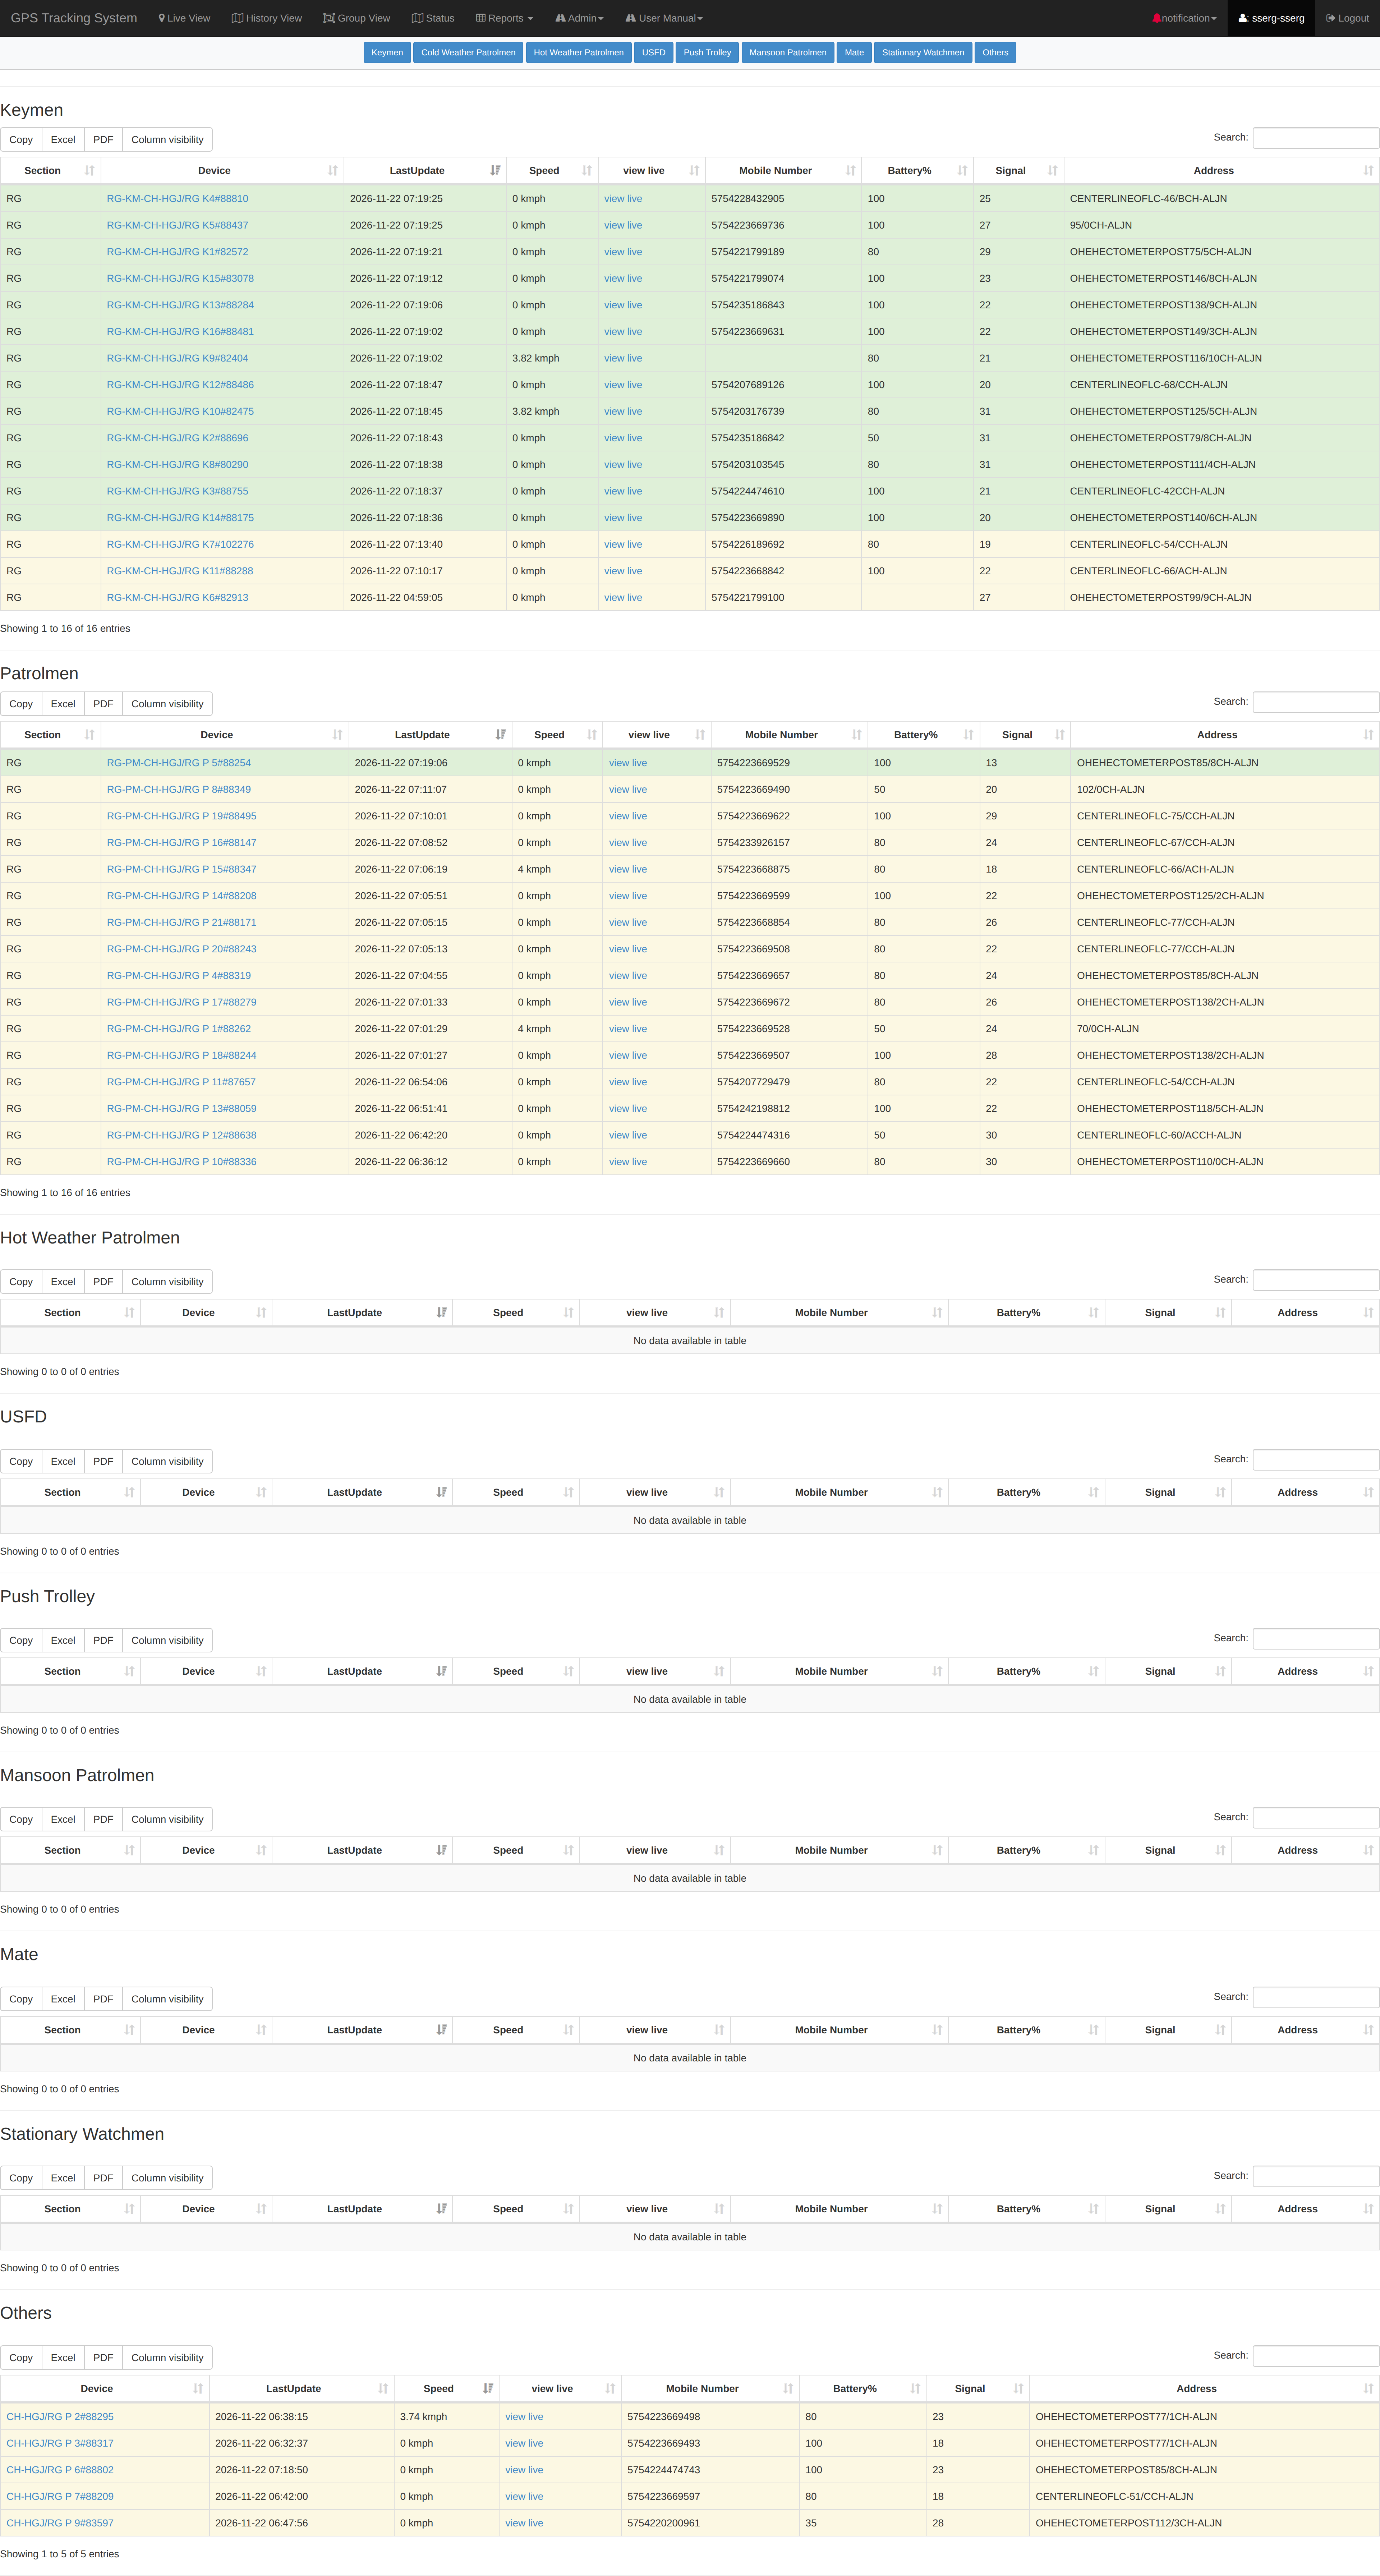 GPS Tracking System Live View History View Group View Status Reports Admin User Manual notification : sserg-sserg Logout
Keymen Cold Weather Patrolmen Hot Weather Patrolmen USFD Push Trolley Mansoon Patrolmen Mate Stationary Watchmen Others
Keymen
Copy Excel PDF Column visibility Search:
Section Device LastUpdate Speed view live Mobile Number Battery% Signal Address
RG RG-KM-CH-HGJ/RG K4#88810 2026-11-22 07:19:25 0 kmph view live 5754228432905 100 25 CENTERLINEOFLC-46/BCH-ALJN
RG RG-KM-CH-HGJ/RG K5#88437 2026-11-22 07:19:25 0 kmph view live 5754223669736 100 27 95/0CH-ALJN
RG RG-KM-CH-HGJ/RG K1#82572 2026-11-22 07:19:21 0 kmph view live 5754221799189 80 29 OHEHECTOMETERPOST75/5CH-ALJN
RG RG-KM-CH-HGJ/RG K15#83078 2026-11-22 07:19:12 0 kmph view live 5754221799074 100 23 OHEHECTOMETERPOST146/8CH-ALJN
RG RG-KM-CH-HGJ/RG K13#88284 2026-11-22 07:19:06 0 kmph view live 5754235186843 100 22 OHEHECTOMETERPOST138/9CH-ALJN
RG RG-KM-CH-HGJ/RG K16#88481 2026-11-22 07:19:02 0 kmph view live 5754223669631 100 22 OHEHECTOMETERPOST149/3CH-ALJN
RG RG-KM-CH-HGJ/RG K9#82404 2026-11-22 07:19:02 3.82 kmph view live 80 21 OHEHECTOMETERPOST116/10CH-ALJN
RG RG-KM-CH-HGJ/RG K12#88486 2026-11-22 07:18:47 0 kmph view live 5754207689126 100 20 CENTERLINEOFLC-68/CCH-ALJN
RG RG-KM-CH-HGJ/RG K10#82475 2026-11-22 07:18:45 3.82 kmph view live 5754203176739 80 31 OHEHECTOMETERPOST125/5CH-ALJN
RG RG-KM-CH-HGJ/RG K2#88696 2026-11-22 07:18:43 0 kmph view live 5754235186842 50 31 OHEHECTOMETERPOST79/8CH-ALJN
RG RG-KM-CH-HGJ/RG K8#80290 2026-11-22 07:18:38 0 kmph view live 5754203103545 80 31 OHEHECTOMETERPOST111/4CH-ALJN
RG RG-KM-CH-HGJ/RG K3#88755 2026-11-22 07:18:37 0 kmph view live 5754224474610 100 21 CENTERLINEOFLC-42CCH-ALJN
RG RG-KM-CH-HGJ/RG K14#88175 2026-11-22 07:18:36 0 kmph view live 5754223669890 100 20 OHEHECTOMETERPOST140/6CH-ALJN
RG RG-KM-CH-HGJ/RG K7#102276 2026-11-22 07:13:40 0 kmph view live 5754226189692 80 19 CENTERLINEOFLC-54/CCH-ALJN
RG RG-KM-CH-HGJ/RG K11#88288 2026-11-22 07:10:17 0 kmph view live 5754223668842 100 22 CENTERLINEOFLC-66/ACH-ALJN
RG RG-KM-CH-HGJ/RG K6#82913 2026-11-22 04:59:05 0 kmph view live 5754221799100 27 OHEHECTOMETERPOST99/9CH-ALJN
Showing 1 to 16 of 16 entries
Patrolmen
Copy Excel PDF Column visibility Search:
Section Device LastUpdate Speed view live Mobile Number Battery% Signal Address
RG RG-PM-CH-HGJ/RG P 5#88254 2026-11-22 07:19:06 0 kmph view live 5754223669529 100 13 OHEHECTOMETERPOST85/8CH-ALJN
RG RG-PM-CH-HGJ/RG P 8#88349 2026-11-22 07:11:07 0 kmph view live 5754223669490 50 20 102/0CH-ALJN
RG RG-PM-CH-HGJ/RG P 19#88495 2026-11-22 07:10:01 0 kmph view live 5754223669622 100 29 CENTERLINEOFLC-75/CCH-ALJN
RG RG-PM-CH-HGJ/RG P 16#88147 2026-11-22 07:08:52 0 kmph view live 5754233926157 80 24 CENTERLINEOFLC-67/CCH-ALJN
RG RG-PM-CH-HGJ/RG P 15#88347 2026-11-22 07:06:19 4 kmph view live 5754223668875 80 18 CENTERLINEOFLC-66/ACH-ALJN
RG RG-PM-CH-HGJ/RG P 14#88208 2026-11-22 07:05:51 0 kmph view live 5754223669599 100 22 OHEHECTOMETERPOST125/2CH-ALJN
RG RG-PM-CH-HGJ/RG P 21#88171 2026-11-22 07:05:15 0 kmph view live 5754223668854 80 26 CENTERLINEOFLC-77/CCH-ALJN
RG RG-PM-CH-HGJ/RG P 20#88243 2026-11-22 07:05:13 0 kmph view live 5754223669508 80 22 CENTERLINEOFLC-77/CCH-ALJN
RG RG-PM-CH-HGJ/RG P 4#88319 2026-11-22 07:04:55 0 kmph view live 5754223669657 80 24 OHEHECTOMETERPOST85/8CH-ALJN
RG RG-PM-CH-HGJ/RG P 17#88279 2026-11-22 07:01:33 0 kmph view live 5754223669672 80 26 OHEHECTOMETERPOST138/2CH-ALJN
RG RG-PM-CH-HGJ/RG P 1#88262 2026-11-22 07:01:29 4 kmph view live 5754223669528 50 24 70/0CH-ALJN
RG RG-PM-CH-HGJ/RG P 18#88244 2026-11-22 07:01:27 0 kmph view live 5754223669507 100 28 OHEHECTOMETERPOST138/2CH-ALJN
RG RG-PM-CH-HGJ/RG P 11#87657 2026-11-22 06:54:06 0 kmph view live 5754207729479 80 22 CENTERLINEOFLC-54/CCH-ALJN
RG RG-PM-CH-HGJ/RG P 13#88059 2026-11-22 06:51:41 0 kmph view live 5754242198812 100 22 OHEHECTOMETERPOST118/5CH-ALJN
RG RG-PM-CH-HGJ/RG P 12#88638 2026-11-22 06:42:20 0 kmph view live 5754224474316 50 30 CENTERLINEOFLC-60/ACCH-ALJN
RG RG-PM-CH-HGJ/RG P 10#88336 2026-11-22 06:36:12 0 kmph view live 5754223669660 80 30 OHEHECTOMETERPOST110/0CH-ALJN
Showing 1 to 16 of 16 entries
Hot Weather Patrolmen
Copy Excel PDF Column visibility Search:
Section Device LastUpdate Speed view live Mobile Number Battery% Signal Address
No data available in table
Showing 0 to 0 of 0 entries
USFD
Copy Excel PDF Column visibility Search:
Section Device LastUpdate Speed view live Mobile Number Battery% Signal Address
No data available in table
Showing 0 to 0 of 0 entries
Push Trolley
Copy Excel PDF Column visibility Search:
Section Device LastUpdate Speed view live Mobile Number Battery% Signal Address
No data available in table
Showing 0 to 0 of 0 entries
Mansoon Patrolmen
Copy Excel PDF Column visibility Search:
Section Device LastUpdate Speed view live Mobile Number Battery% Signal Address
No data available in table
Showing 0 to 0 of 0 entries
Mate
Copy Excel PDF Column visibility Search:
Section Device LastUpdate Speed view live Mobile Number Battery% Signal Address
No data available in table
Showing 0 to 0 of 0 entries
Stationary Watchmen
Copy Excel PDF Column visibility Search:
Section Device LastUpdate Speed view live Mobile Number Battery% Signal Address
No data available in table
Showing 0 to 0 of 0 entries
Others
Copy Excel PDF Column visibility Search:
Device LastUpdate Speed view live Mobile Number Battery% Signal Address
CH-HGJ/RG P 2#88295 2026-11-22 06:38:15 3.74 kmph view live 5754223669498 80 23 OHEHECTOMETERPOST77/1CH-ALJN
CH-HGJ/RG P 3#88317 2026-11-22 06:32:37 0 kmph view live 5754223669493 100 18 OHEHECTOMETERPOST77/1CH-ALJN
CH-HGJ/RG P 6#88802 2026-11-22 07:18:50 0 kmph view live 5754224474743 100 23 OHEHECTOMETERPOST85/8CH-ALJN
CH-HGJ/RG P 7#88209 2026-11-22 06:42:00 0 kmph view live 5754223669597 80 18 CENTERLINEOFLC-51/CCH-ALJN
CH-HGJ/RG P 9#83597 2026-11-22 06:47:56 0 kmph view live 5754220200961 35 28 OHEHECTOMETERPOST112/3CH-ALJN
Showing 1 to 5 of 5 entries